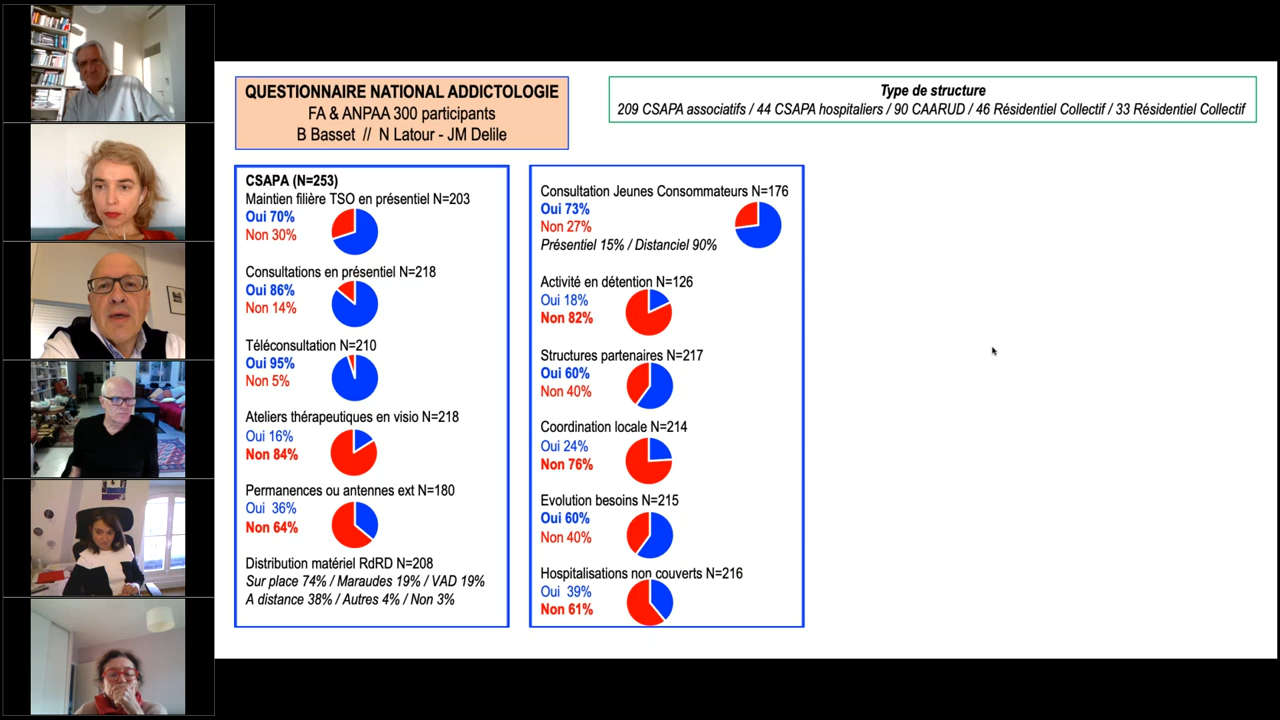 QUESTIONNAIRE NATIONAL ADDICTOLOGIE
FA & ANPAA 300 participants
B Basset // N Latour - JM Delile
Type de structure
209 CSAPA associatifs / 44 CSAPA hospitaliers / 90 CAARUD / 46 Résidentiel Collectif / 33 Résidentiel Collectif
CSAPA (N=253)
Maintien filière TSO en présentiel N=203
Oui 70%
Non 30%
Consultations en présentiel N=218
Oui 86%
Non 14%
Téléconsultation N=210
Oui 95%
Non 5%
Ateliers thérapeutiques en visio N=218
Oui 16%
Non 84%
Permanences ou antennes ext N=180
Oui 36%
Non 64%
Distribution matériel RdRD N=208
Sur place 74% / Maraudes 19% / VAD 19%
A distance 38% / Autres 4% / Non 3%
Consultation Jeunes Consommateurs N=176
Oui 73%
Non 27%
Présentiel 15% / Distanciel 90%
Activité en détention N=126
Oui 18%
Non 82%
Structures partenaires N=217
Oui 60%
Non 40%
Coordination locale N=214
Oui 24%
Non 76%
Evolution besoins N=215
Oui 60%
Non 40%
Hospitalisations non couverts N=216
Oui 39%
Non 61%